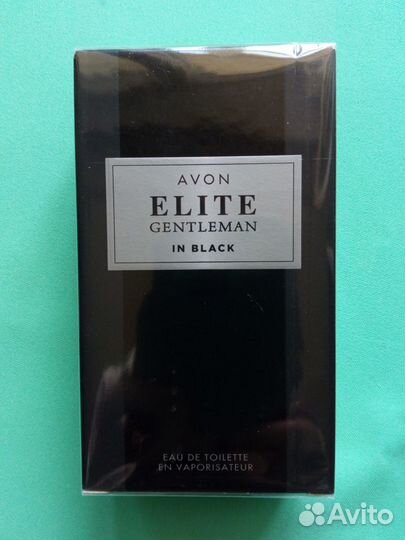 AVON
ELITE
GENTLEMAN
IN BLACK
EAU DE TOILETTE
EN VAPORISATEUR
Avito